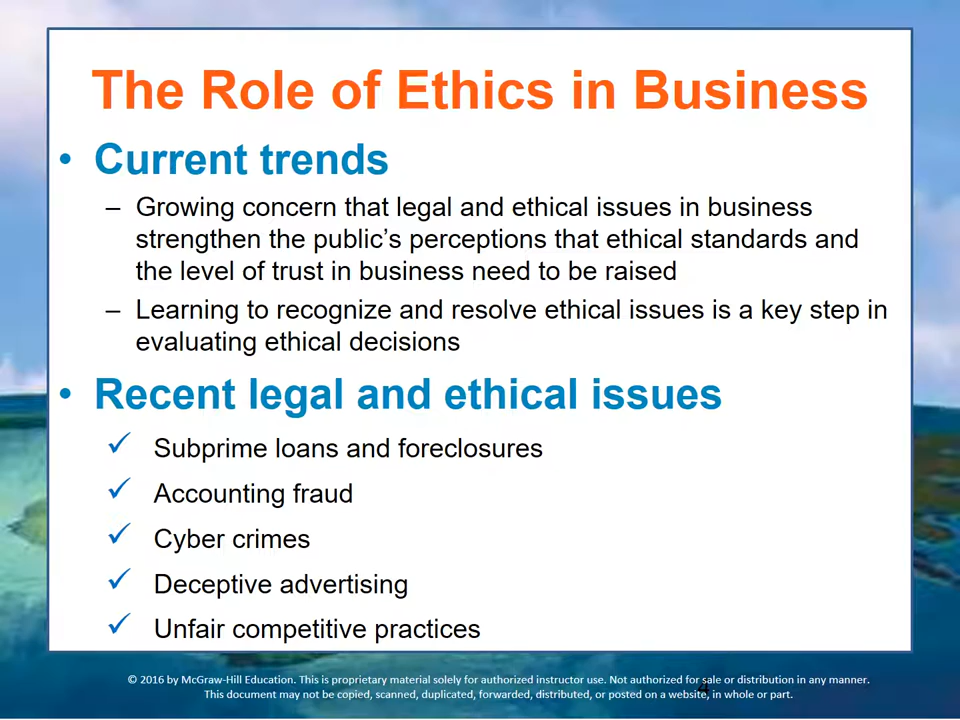 The Role of Ethics in Business
• Current trends
– Growing concern that legal and ethical issues in business
strengthen the public's perceptions that ethical standards and
the level of trust in business need to be raised
– Learning to recognize and resolve ethical issues is a key step in
evaluating ethical decisions
• Recent legal and ethical issues
✓ Subprime loans and foreclosures
✓ Accounting fraud
✓ Cyber crimes
✓ Deceptive advertising
✓ Unfair competitive practices
© 2016 by McGraw-Hill Education. This is proprietary material solely for authorized instructor use. Not authorized for sale or distribution in any manner.
This document may not be copied, scanned, duplicated, forwarded, distributed, or posted on a website, in whole or part.
4